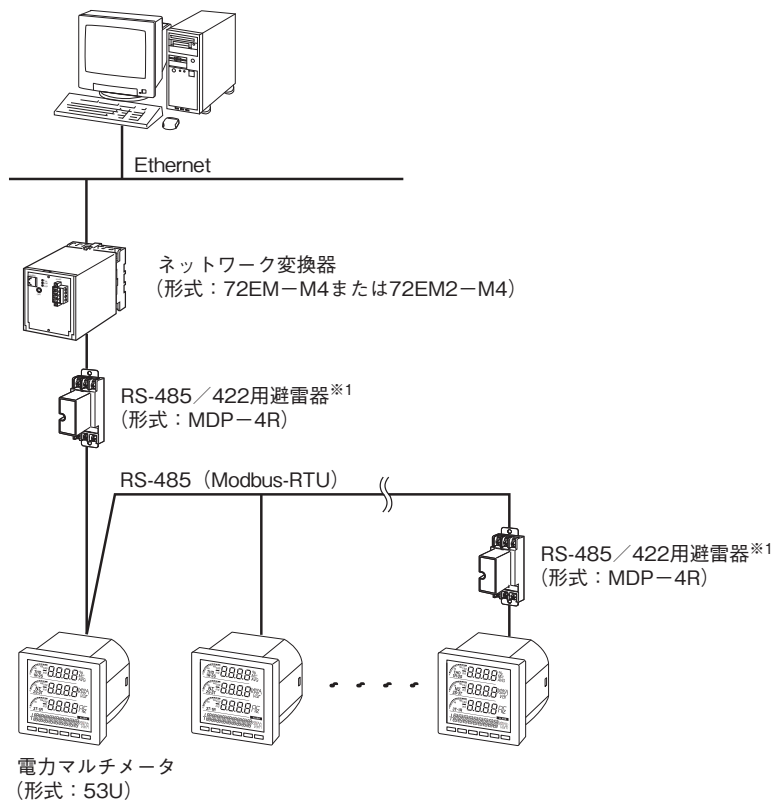 Ethernet
ネットワーク変換器
（形式：72EM－M4または72EM2－M4）
RS-485／422用避雷器※1
（形式：MDP－4R）
RS-485（Modbus-RTU）
RS-485／422用避雷器※1
（形式：MDP－4R）
電力マルチメータ
（形式：53U）